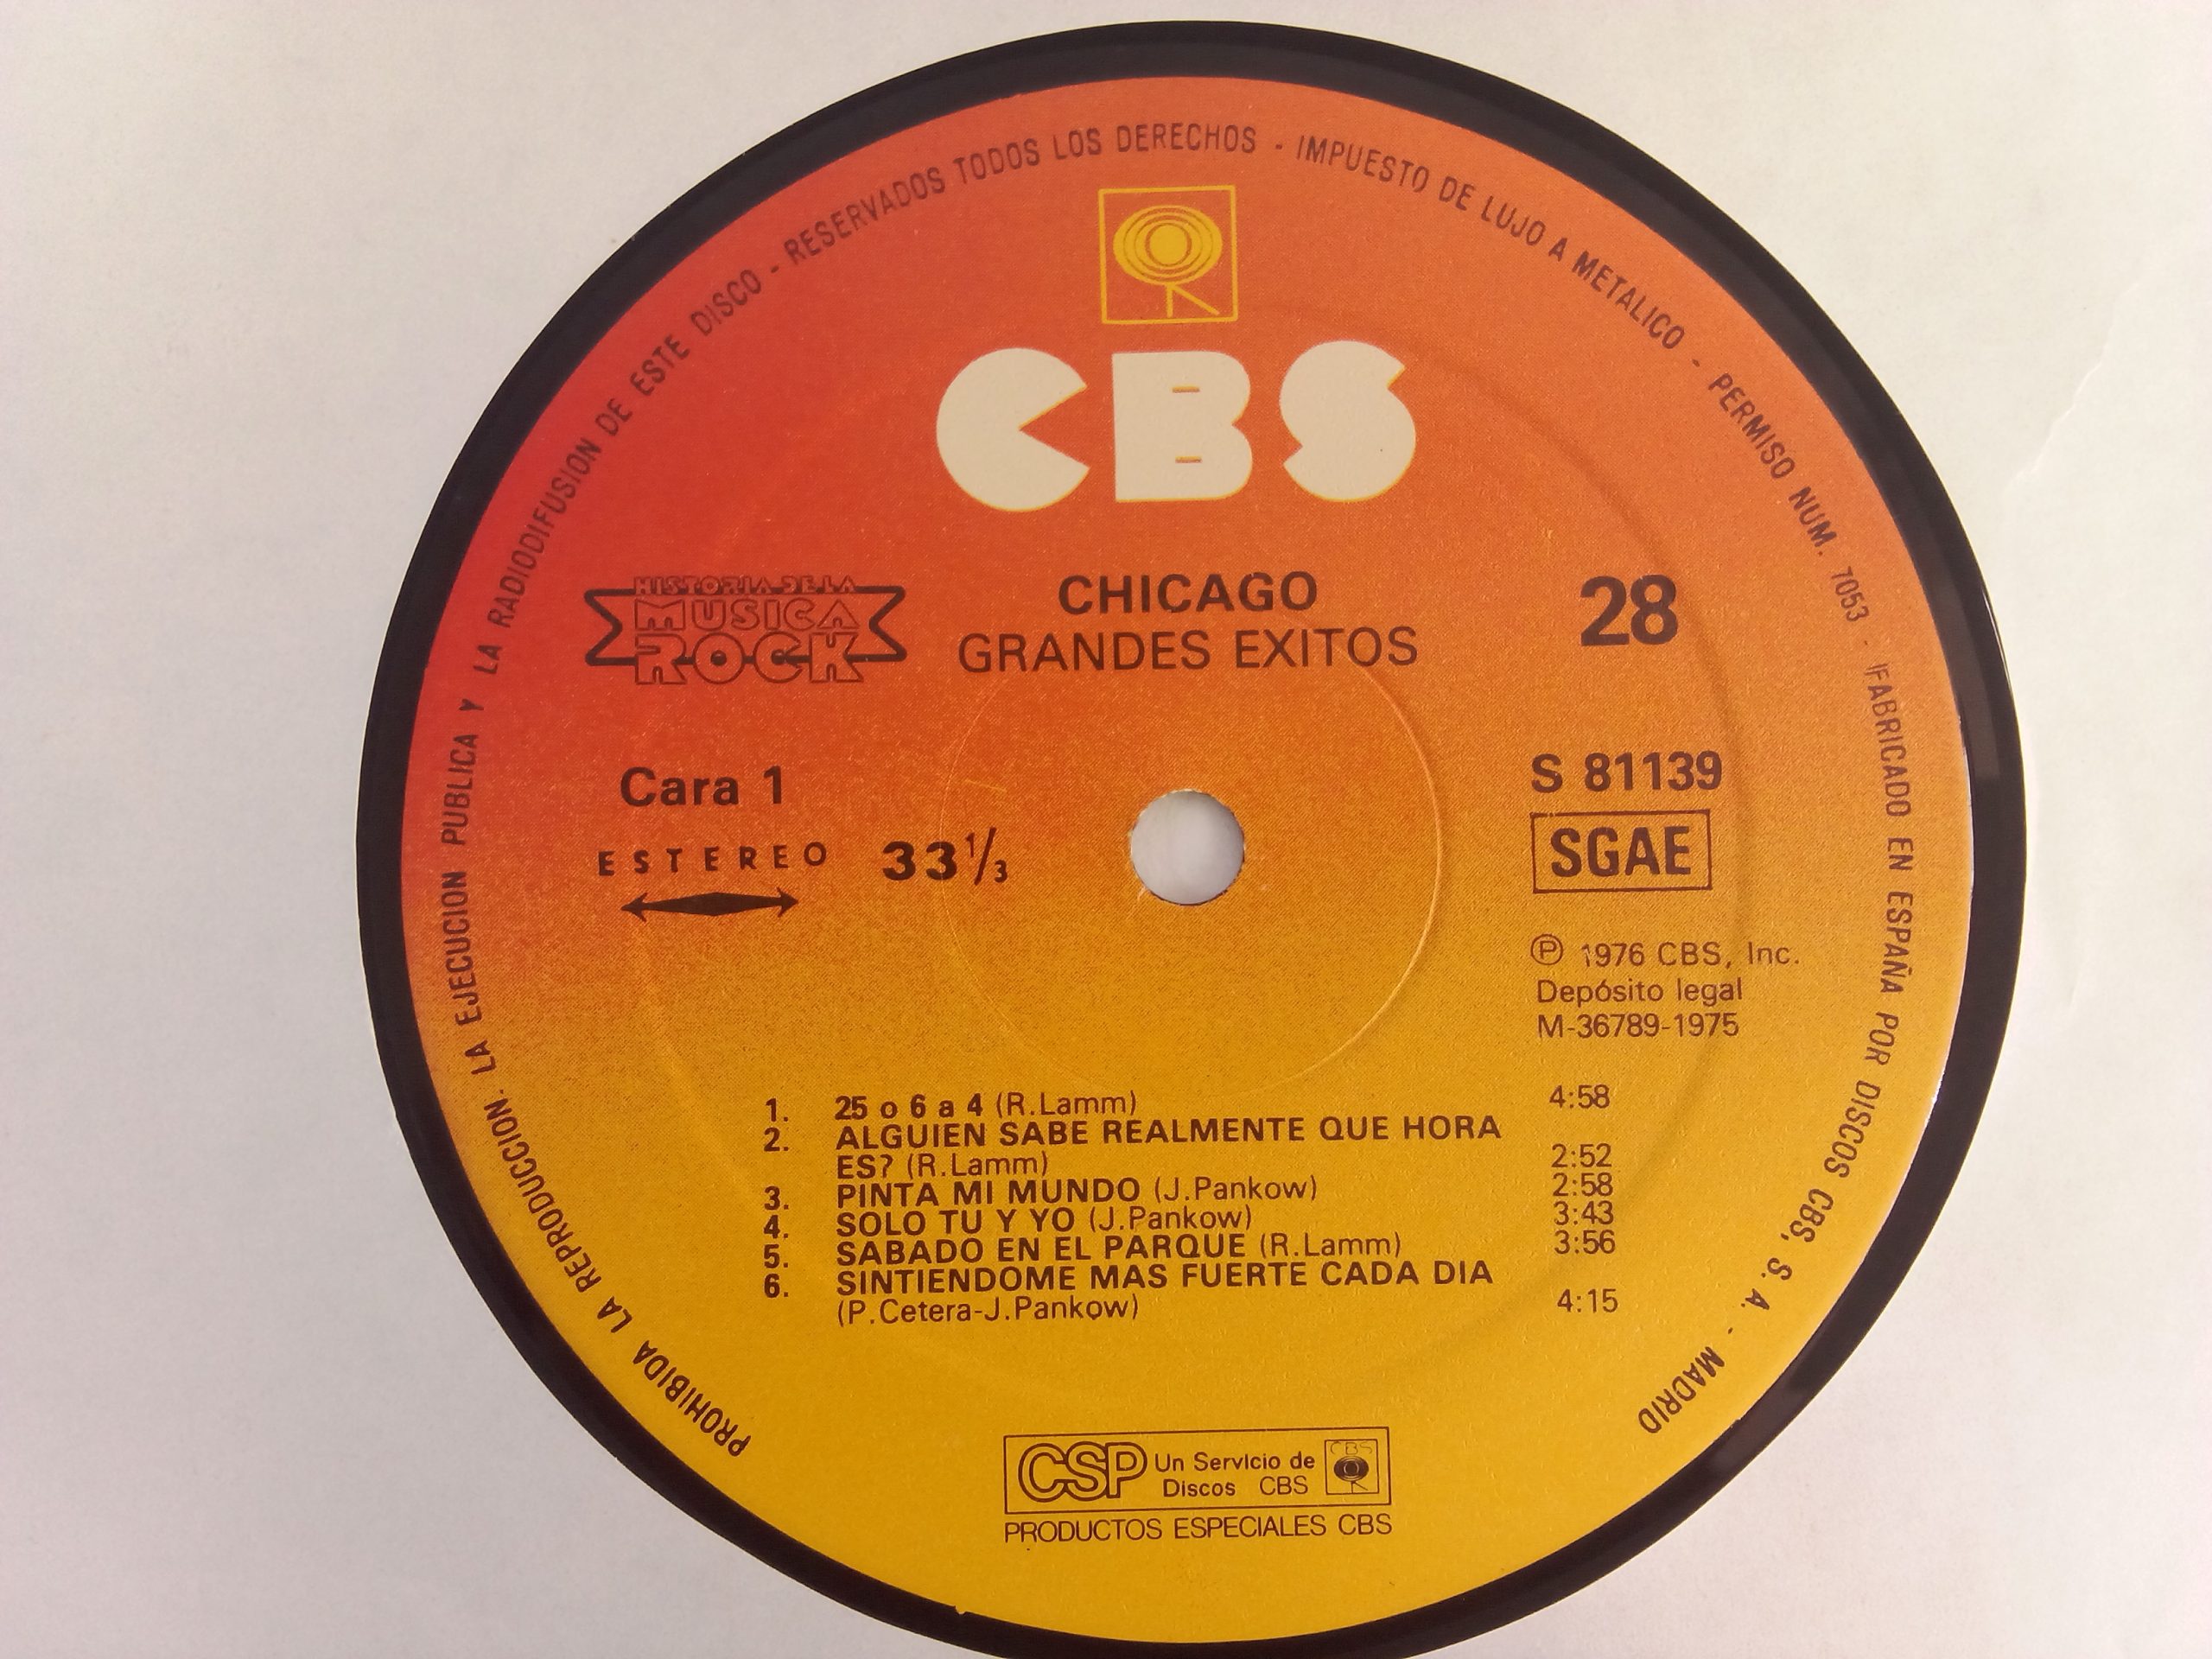 PROHIBIDA LA REPRODUCCION. LA EJECUCION PUBLICA Y LA RADIODIFUSION DE ESTE DISCO - RESERVADOS TODOS LOS DERECHOS - IMPUESTO DE LUJO A METALICO - PERMISO NUM. 7053 - FABRICADO EN ESPAÑA POR DISCOS CBS, S. A. - MADRID
CBS
HISTORIA DE LA
MUSICA
ROCK
CHICAGO
GRANDES EXITOS
28
Cara 1
ESTEREO 33 1/3
S 81139
SGAE
℗ 1976 CBS, Inc.
Depósito legal
M-36789-1975
1. 25 o 6 a 4 (R.Lamm) 4:58
2. ALGUIEN SABE REALMENTE QUE HORA
ES? (R.Lamm) 2:52
3. PINTA MI MUNDO (J.Pankow) 2:58
4. SOLO TU Y YO (J.Pankow) 3:43
5. SABADO EN EL PARQUE (R.Lamm) 3:56
6. SINTIENDOME MAS FUERTE CADA DIA
(P.Cetera-J.Pankow) 4:15
CSP Un Servicio de
Discos CBS
CBS
PRODUCTOS ESPECIALES CBS